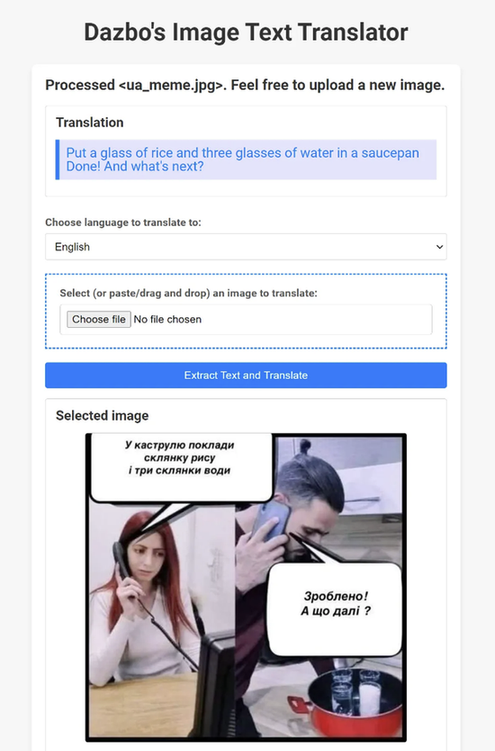 Dazbo's Image Text Translator
Processed <ua_meme.jpg>. Feel free to upload a new image.
Translation
Put a glass of rice and three glasses of water in a saucepan
Done! And what's next?
Choose language to translate to:
English
Select (or paste/drag and drop) an image to translate:
Choose file No file chosen
Extract Text and Translate
Selected image
У каструлю поклади
склянку рису
і три склянки води
Зроблено!
А що далі ?